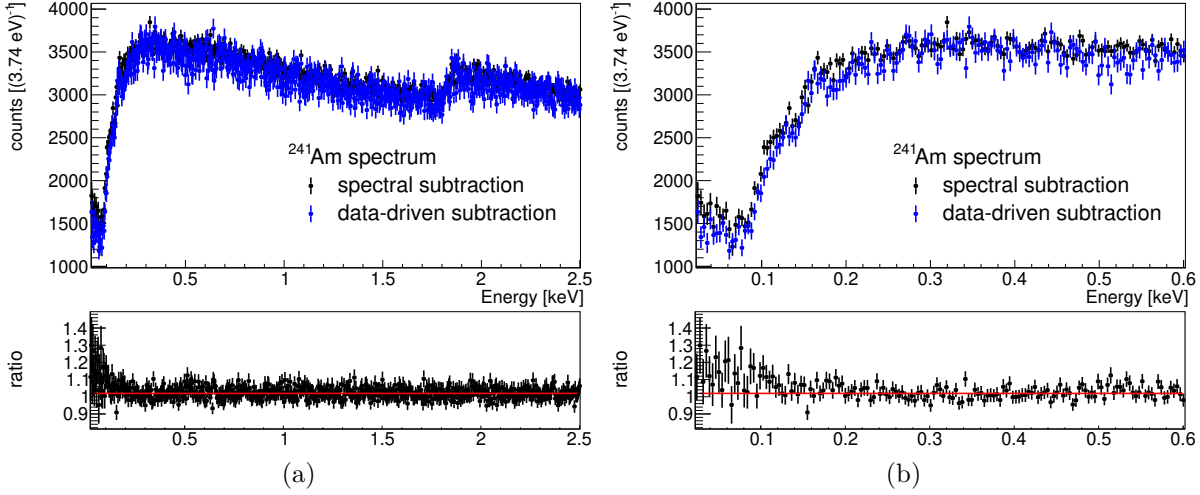 4000
3500
3000
2500
2000
1500
1000
counts [(3.74 eV)⁻¹]
²⁴¹Am spectrum
spectral subtraction
data-driven subtraction
0.5 1 1.5 2 2.5
Energy [keV]
1.4
1.3
1.2
1.1
1
0.9
ratio
0.5 1 1.5 2 2.5
(a)
4000
3500
3000
2500
2000
1500
1000
counts [(3.74 eV)⁻¹]
²⁴¹Am spectrum
spectral subtraction
data-driven subtraction
0.1 0.2 0.3 0.4 0.5 0.6
Energy [keV]
1.4
1.3
1.2
1.1
1
0.9
ratio
0.1 0.2 0.3 0.4 0.5 0.6
(b)